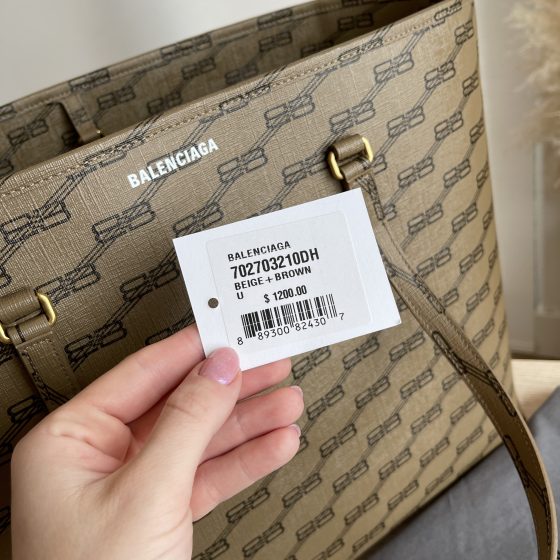 BALENCIAGA
BALENCIAGA
702703210DH
BEIGE+BROWN
U $ 1200.00
8 89300 82430 7